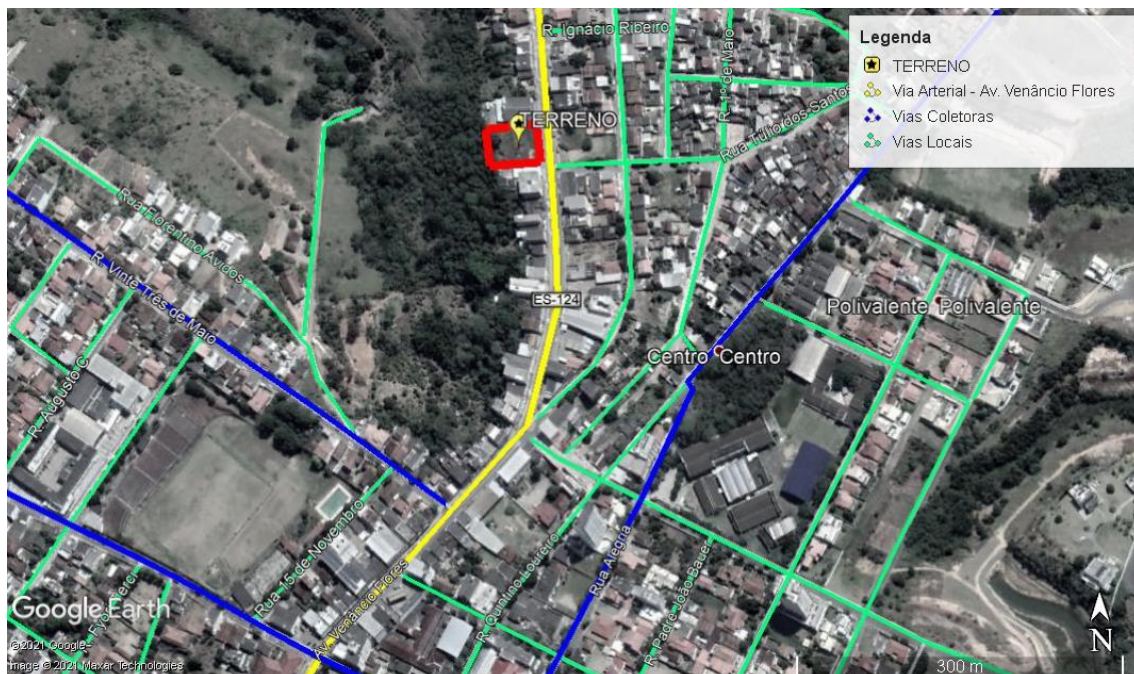 R. Ignácio Ribeiro
R. 1º de Maio
Legenda
TERRENO
Via Arterial - Av. Venâncio Flores
Vias Coletoras
Vias Locais
TERRENO
Rua Túlio dos Santos
Rua Florentino Avidos
R. Vinte Três de Maio
ES-124
Polivalente Polivalente
Centro Centro
R. Augusto C
Rua 15 de Novembro
R. Quintino Loureiro
Rua Alegria
R. Padre João Bauer
Av. Venâncio Flores
Google Earth
©2021 Google
Image © 2021 Maxar Technologies
N
300 m